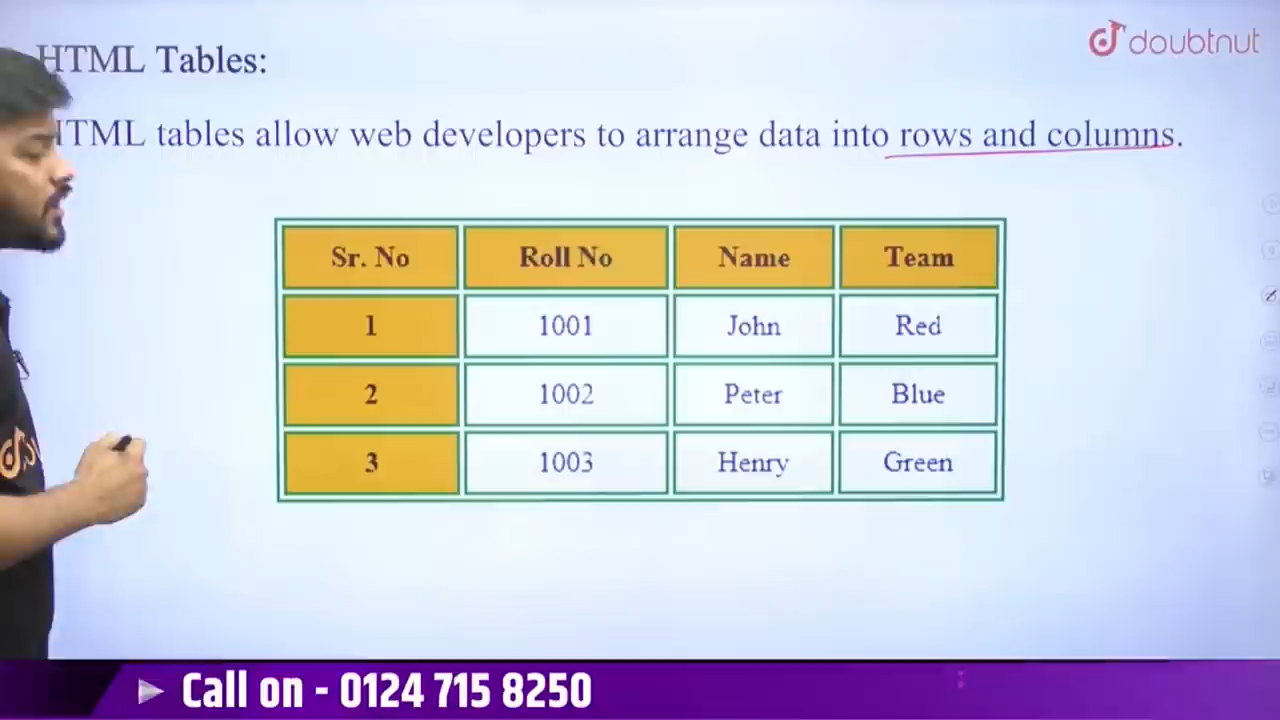 doubtnut
HTML Tables:
HTML tables allow web developers to arrange data into rows and columns.
Sr. No Roll No Name Team
1 1001 John Red
2 1002 Peter Blue
3 1003 Henry Green
Call on - 0124 715 8250